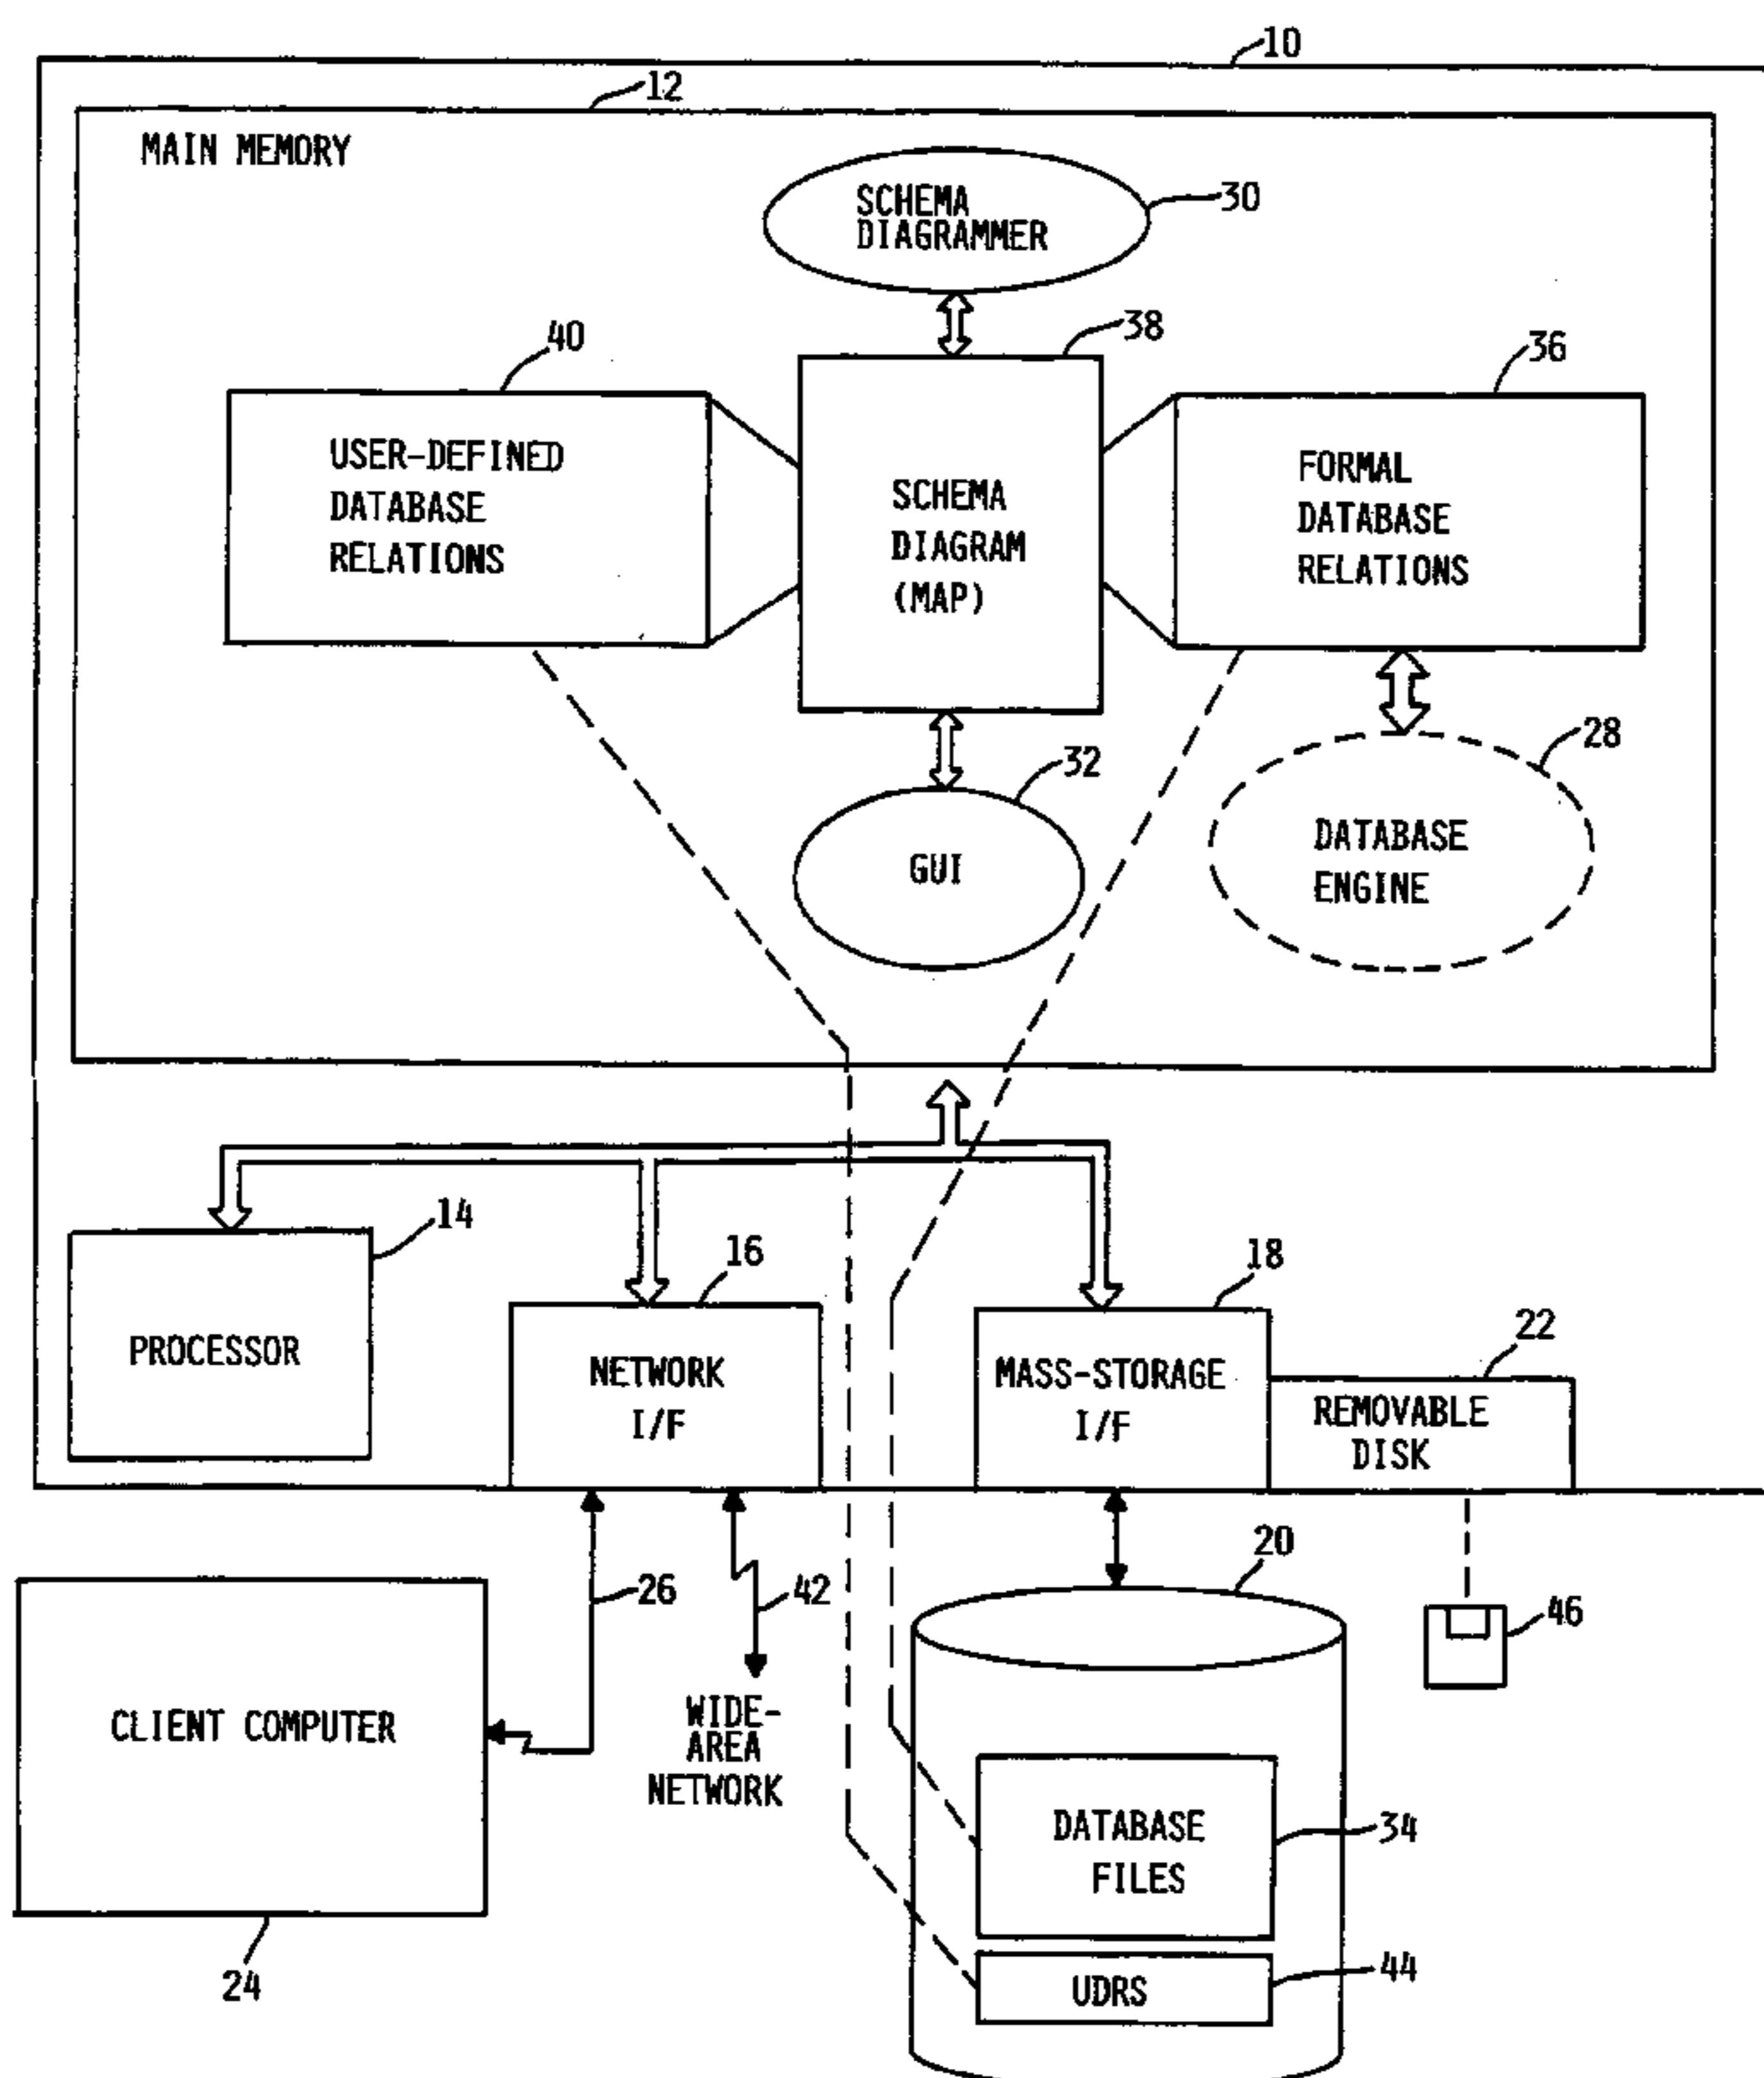 10
12
MAIN MEMORY
SCHEMA
DIAGRAMMER
30
40
38
36
USER-DEFINED
DATABASE
RELATIONS
SCHEMA
DIAGRAM
(MAP)
FORMAL
DATABASE
RELATIONS
32
28
GUI
DATABASE
ENGINE
14
16
18
22
PROCESSOR
NETWORK
I/F
MASS-STORAGE
I/F
REMOVABLE
DISK
20
26
42
46
CLIENT COMPUTER
WIDE-
AREA
NETWORK
DATABASE
FILES
34
24
UDRS
44